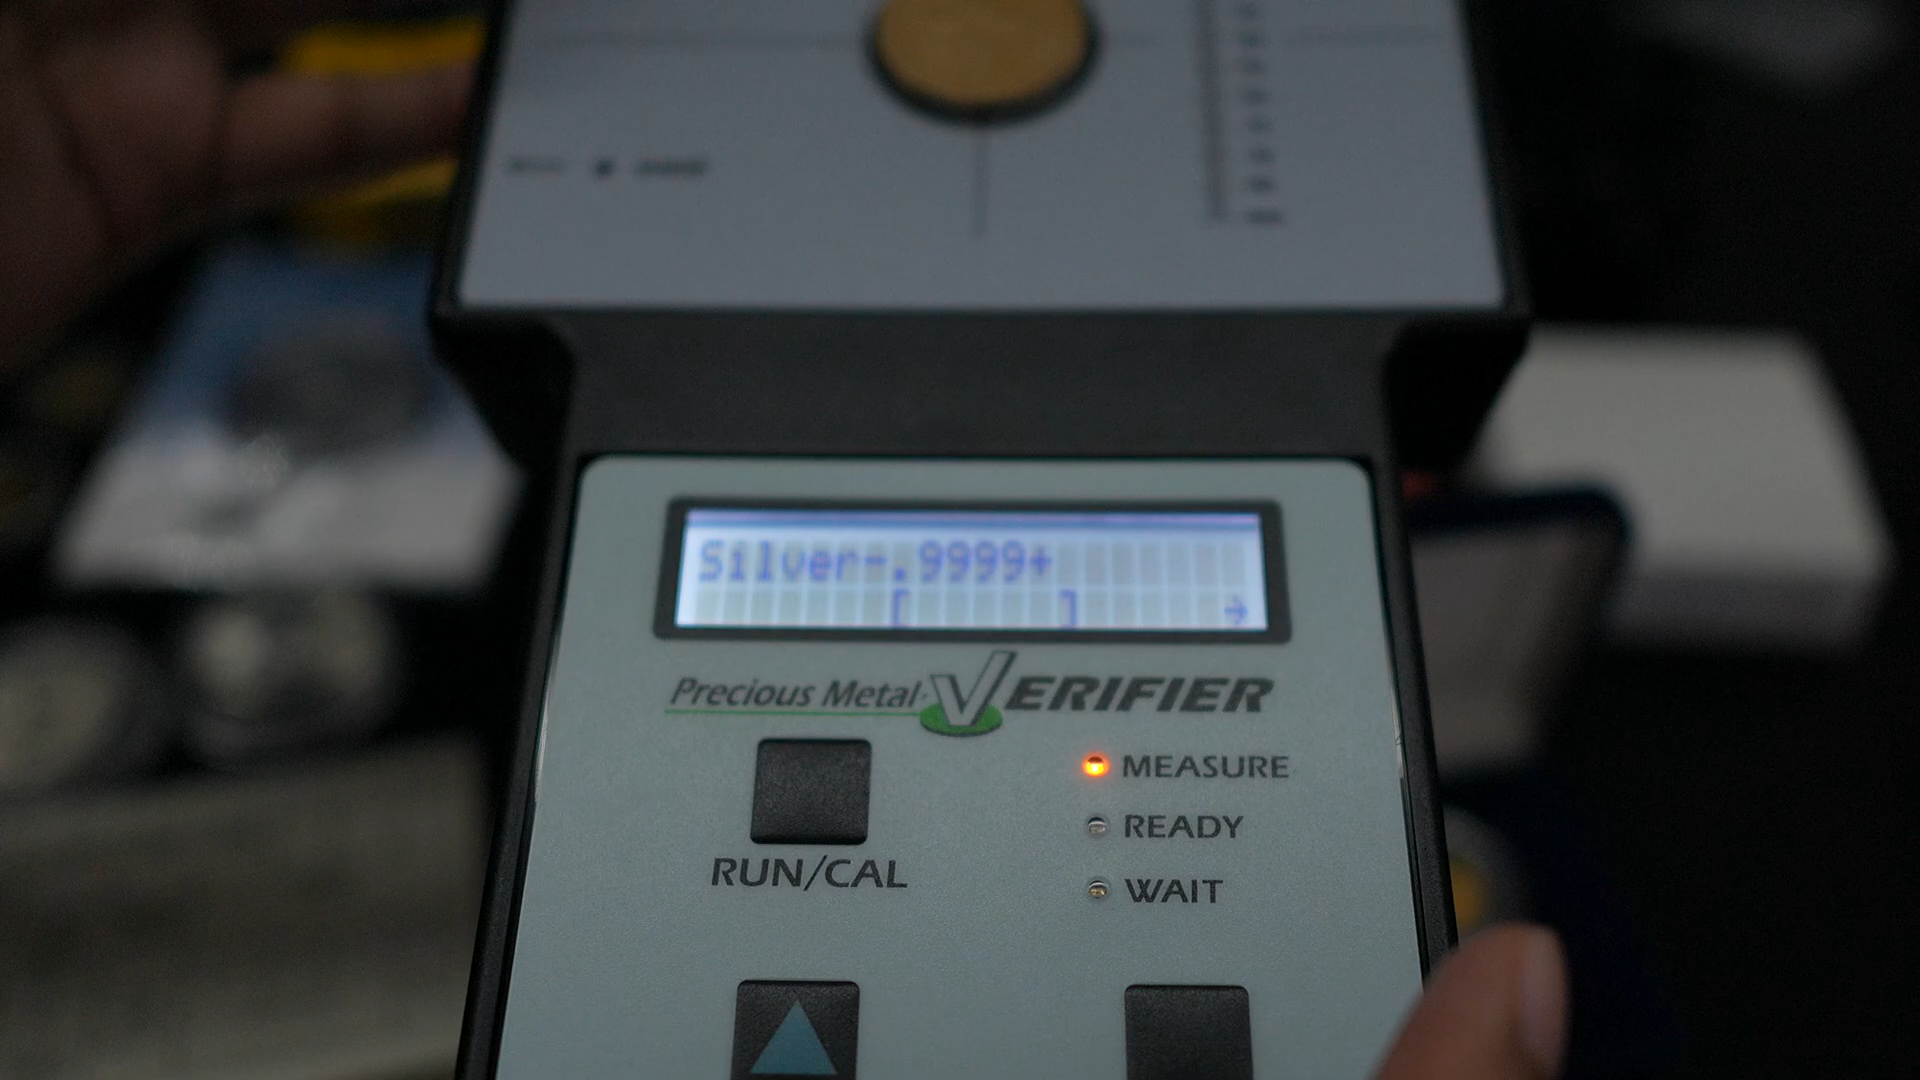 Silver-.9999+
[ ] →
Precious Metal VERIFIER
MEASURE
READY
RUN/CAL
WAIT